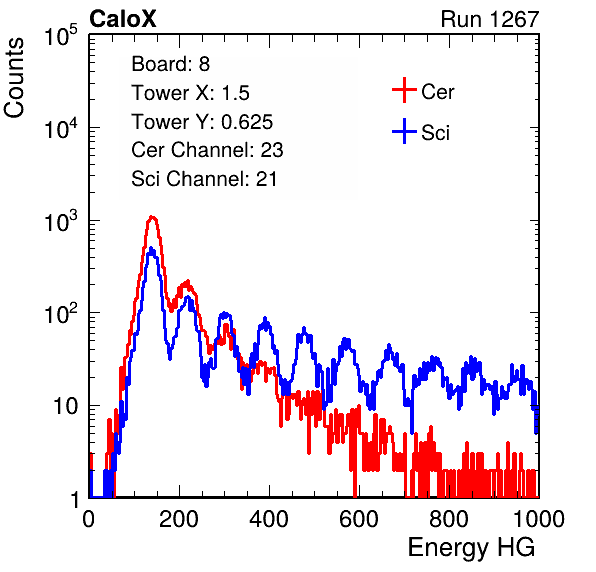 CaloX Run 1267
Counts
Board: 8
Tower X: 1.5
Tower Y: 0.625
Cer Channel: 23
Sci Channel: 21
Cer
Sci
10^5
10^4
10^3
10^2
10
1
0 200 400 600 800 1000
Energy HG